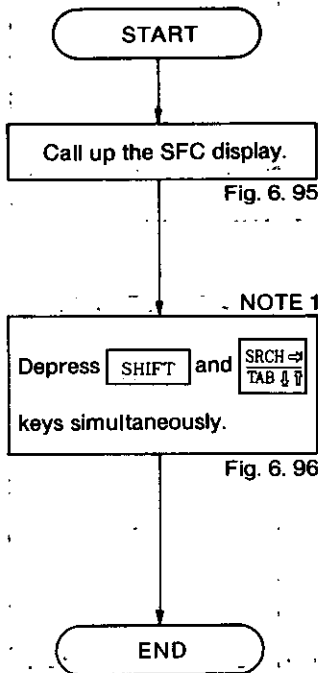 START
Call up the SFC display.
Fig. 6. 95
NOTE 1
Depress SHIFT and SRCH ⇒
TAB ⇩ ⇧
keys simultaneously.
Fig. 6. 96
END